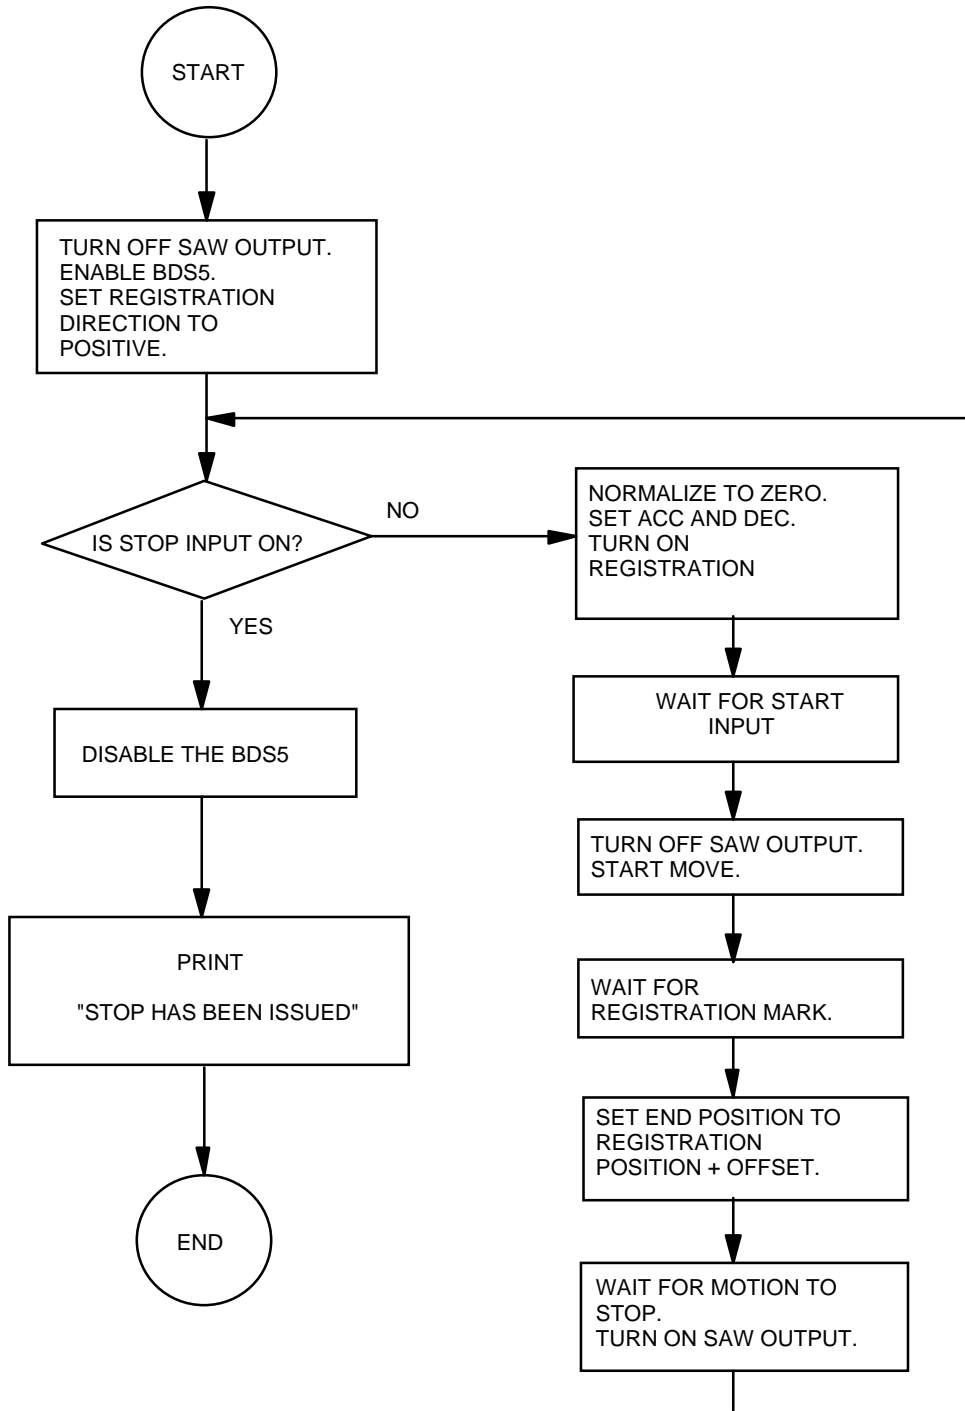 START
TURN OFF SAW OUTPUT.
ENABLE BDS5.
SET REGISTRATION
DIRECTION TO
POSITIVE.
IS STOP INPUT ON?
NO
YES
DISABLE THE BDS5
PRINT
"STOP HAS BEEN ISSUED"
END
NORMALIZE TO ZERO.
SET ACC AND DEC.
TURN ON
REGISTRATION
WAIT FOR START
INPUT
TURN OFF SAW OUTPUT.
START MOVE.
WAIT FOR
REGISTRATION MARK.
SET END POSITION TO
REGISTRATION
POSITION + OFFSET.
WAIT FOR MOTION TO
STOP.
TURN ON SAW OUTPUT.